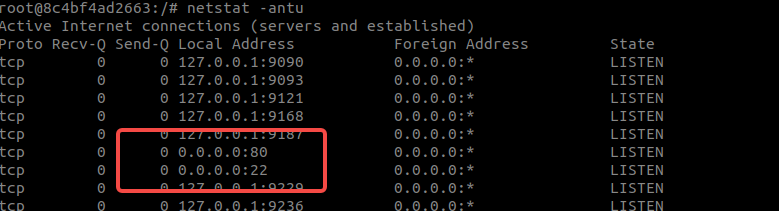 root@8c4bf4ad2663:/# netstat -antu
Active Internet connections (servers and established)
Proto Recv-Q Send-Q Local Address           Foreign Address         State
tcp        0      0 127.0.0.1:9090          0.0.0.0:*               LISTEN
tcp        0      0 127.0.0.1:9093          0.0.0.0:*               LISTEN
tcp        0      0 127.0.0.1:9121          0.0.0.0:*               LISTEN
tcp        0      0 127.0.0.1:9168          0.0.0.0:*               LISTEN
tcp        0      0 127.0.0.1:9187          0.0.0.0:*               LISTEN
tcp        0      0 0.0.0.0:80              0.0.0.0:*               LISTEN
tcp        0      0 0.0.0.0:22              0.0.0.0:*               LISTEN
tcp        0      0 127.0.0.1:9229          0.0.0.0:*               LISTEN
tcp        0      0 127.0.0.1:9236          0.0.0.0:*               LISTEN